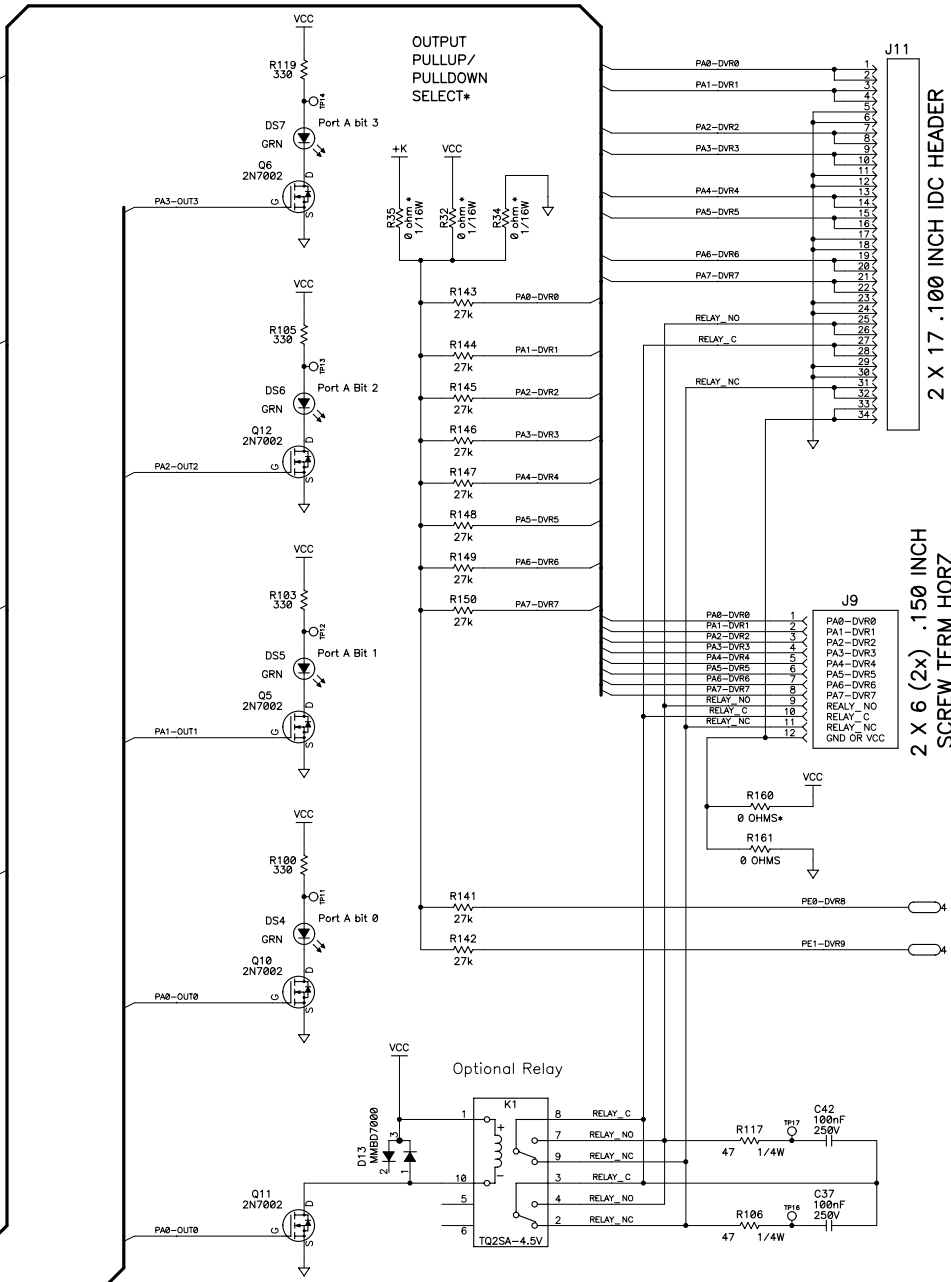 VCC
R119
330
TP14
DS7
Port A bit 3
GRN
Q6
2N7002
PA3-OUT3
G
D
S
VCC
R105
330
TP13
DS6
Port A Bit 2
GRN
Q12
2N7002
PA2-OUT2
G
D
S
VCC
R103
330
TP12
DS5
Port A Bit 1
GRN
Q5
2N7002
PA1-OUT1
G
D
S
VCC
R100
330
TP11
DS4
Port A bit 0
GRN
Q10
2N7002
PA0-OUT0
G
D
S
Q11
2N7002
PA0-OUT0
G
D
S
OUTPUT
PULLUP/
PULLDOWN
SELECT*
+K
VCC
R35
0 ohm *
1/16W
R32
0 ohm *
1/16W
R34
0 ohm *
1/16W
R143
27k
PA0-DVR0
R144
27k
PA1-DVR1
R145
27k
PA2-DVR2
R146
27k
PA3-DVR3
R147
27k
PA4-DVR4
R148
27k
PA5-DVR5
R149
27k
PA6-DVR6
R150
27k
PA7-DVR7
R141
27k
PE0-DVR8
4
R142
27k
PE1-DVR9
4
J11
PA0-DVR0
PA1-DVR1
PA2-DVR2
PA3-DVR3
PA4-DVR4
PA5-DVR5
PA6-DVR6
PA7-DVR7
RELAY_NO
RELAY_C
RELAY_NC
1
2
3
4
5
6
7
8
9
10
11
12
13
14
15
16
17
18
19
20
21
22
23
24
25
26
27
28
29
30
31
32
33
34
2 X 17 .100 INCH IDC HEADER
J9
PA0-DVR0 1 PA0-DVR0
PA1-DVR1 2 PA1-DVR1
PA2-DVR2 3 PA2-DVR2
PA3-DVR3 4 PA3-DVR3
PA4-DVR4 5 PA4-DVR4
PA5-DVR5 6 PA5-DVR5
PA6-DVR6 7 PA6-DVR6
PA7-DVR7 8 PA7-DVR7
RELAY_NO 9 REALY_NO
RELAY_C 10 RELAY_C
RELAY_NC 11 RELAY_NC
12 GND OR VCC
2 X 6 (2x) .150 INCH
SCREW TERM HORZ
VCC
R160
0 OHMS*
R161
0 OHMS
Optional Relay
VCC
D13
MMBD7000
3
2
1
K1
+
-
1
10
5
6
8 RELAY_C
7 RELAY_NO
9 RELAY_NC
3 RELAY_C
4 RELAY_NO
2 RELAY_NC
TQ2SA-4.5V
R117
47 1/4W
TP17
C42
100nF
250V
R106
47 1/4W
TP16
C37
100nF
250V